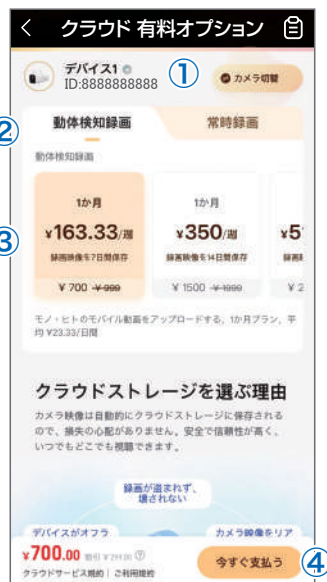 クラウド 有料オプション
デバイス1
ID:8888888888
①
カメラ切替
②
動体検知録画
常時録画
動体検知録画
③
1か月
¥163.33/週
録画映像を7日間保存
¥ 700 ¥ 999
1か月
¥350/週
録画映像を14日間保存
¥ 1500 ¥ 1999
¥5
録画
¥ 2
モノ・ヒトのモバイル動画をアップロードする、1か月プラン、平
均 ¥23.33/日間
クラウドストレージを選ぶ理由
カメラ映像は自動的にクラウドストレージに保存される
ので、損失の心配がありません。安全で信頼性が高く、
いつでもどこでも視聴できます。
録画が盗まれず、
壊されない
デバイスがオフラ
カメラ映像をリア
¥700.00 割引 ¥299.00
クラウドサービス規約 | ご利用規約
今すぐ支払う
④